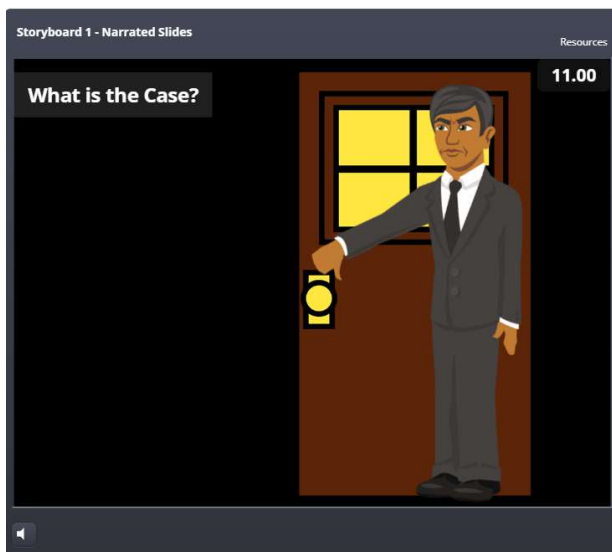 Storyboard 1 - Narrated Slides
Resources
What is the Case?
11.00